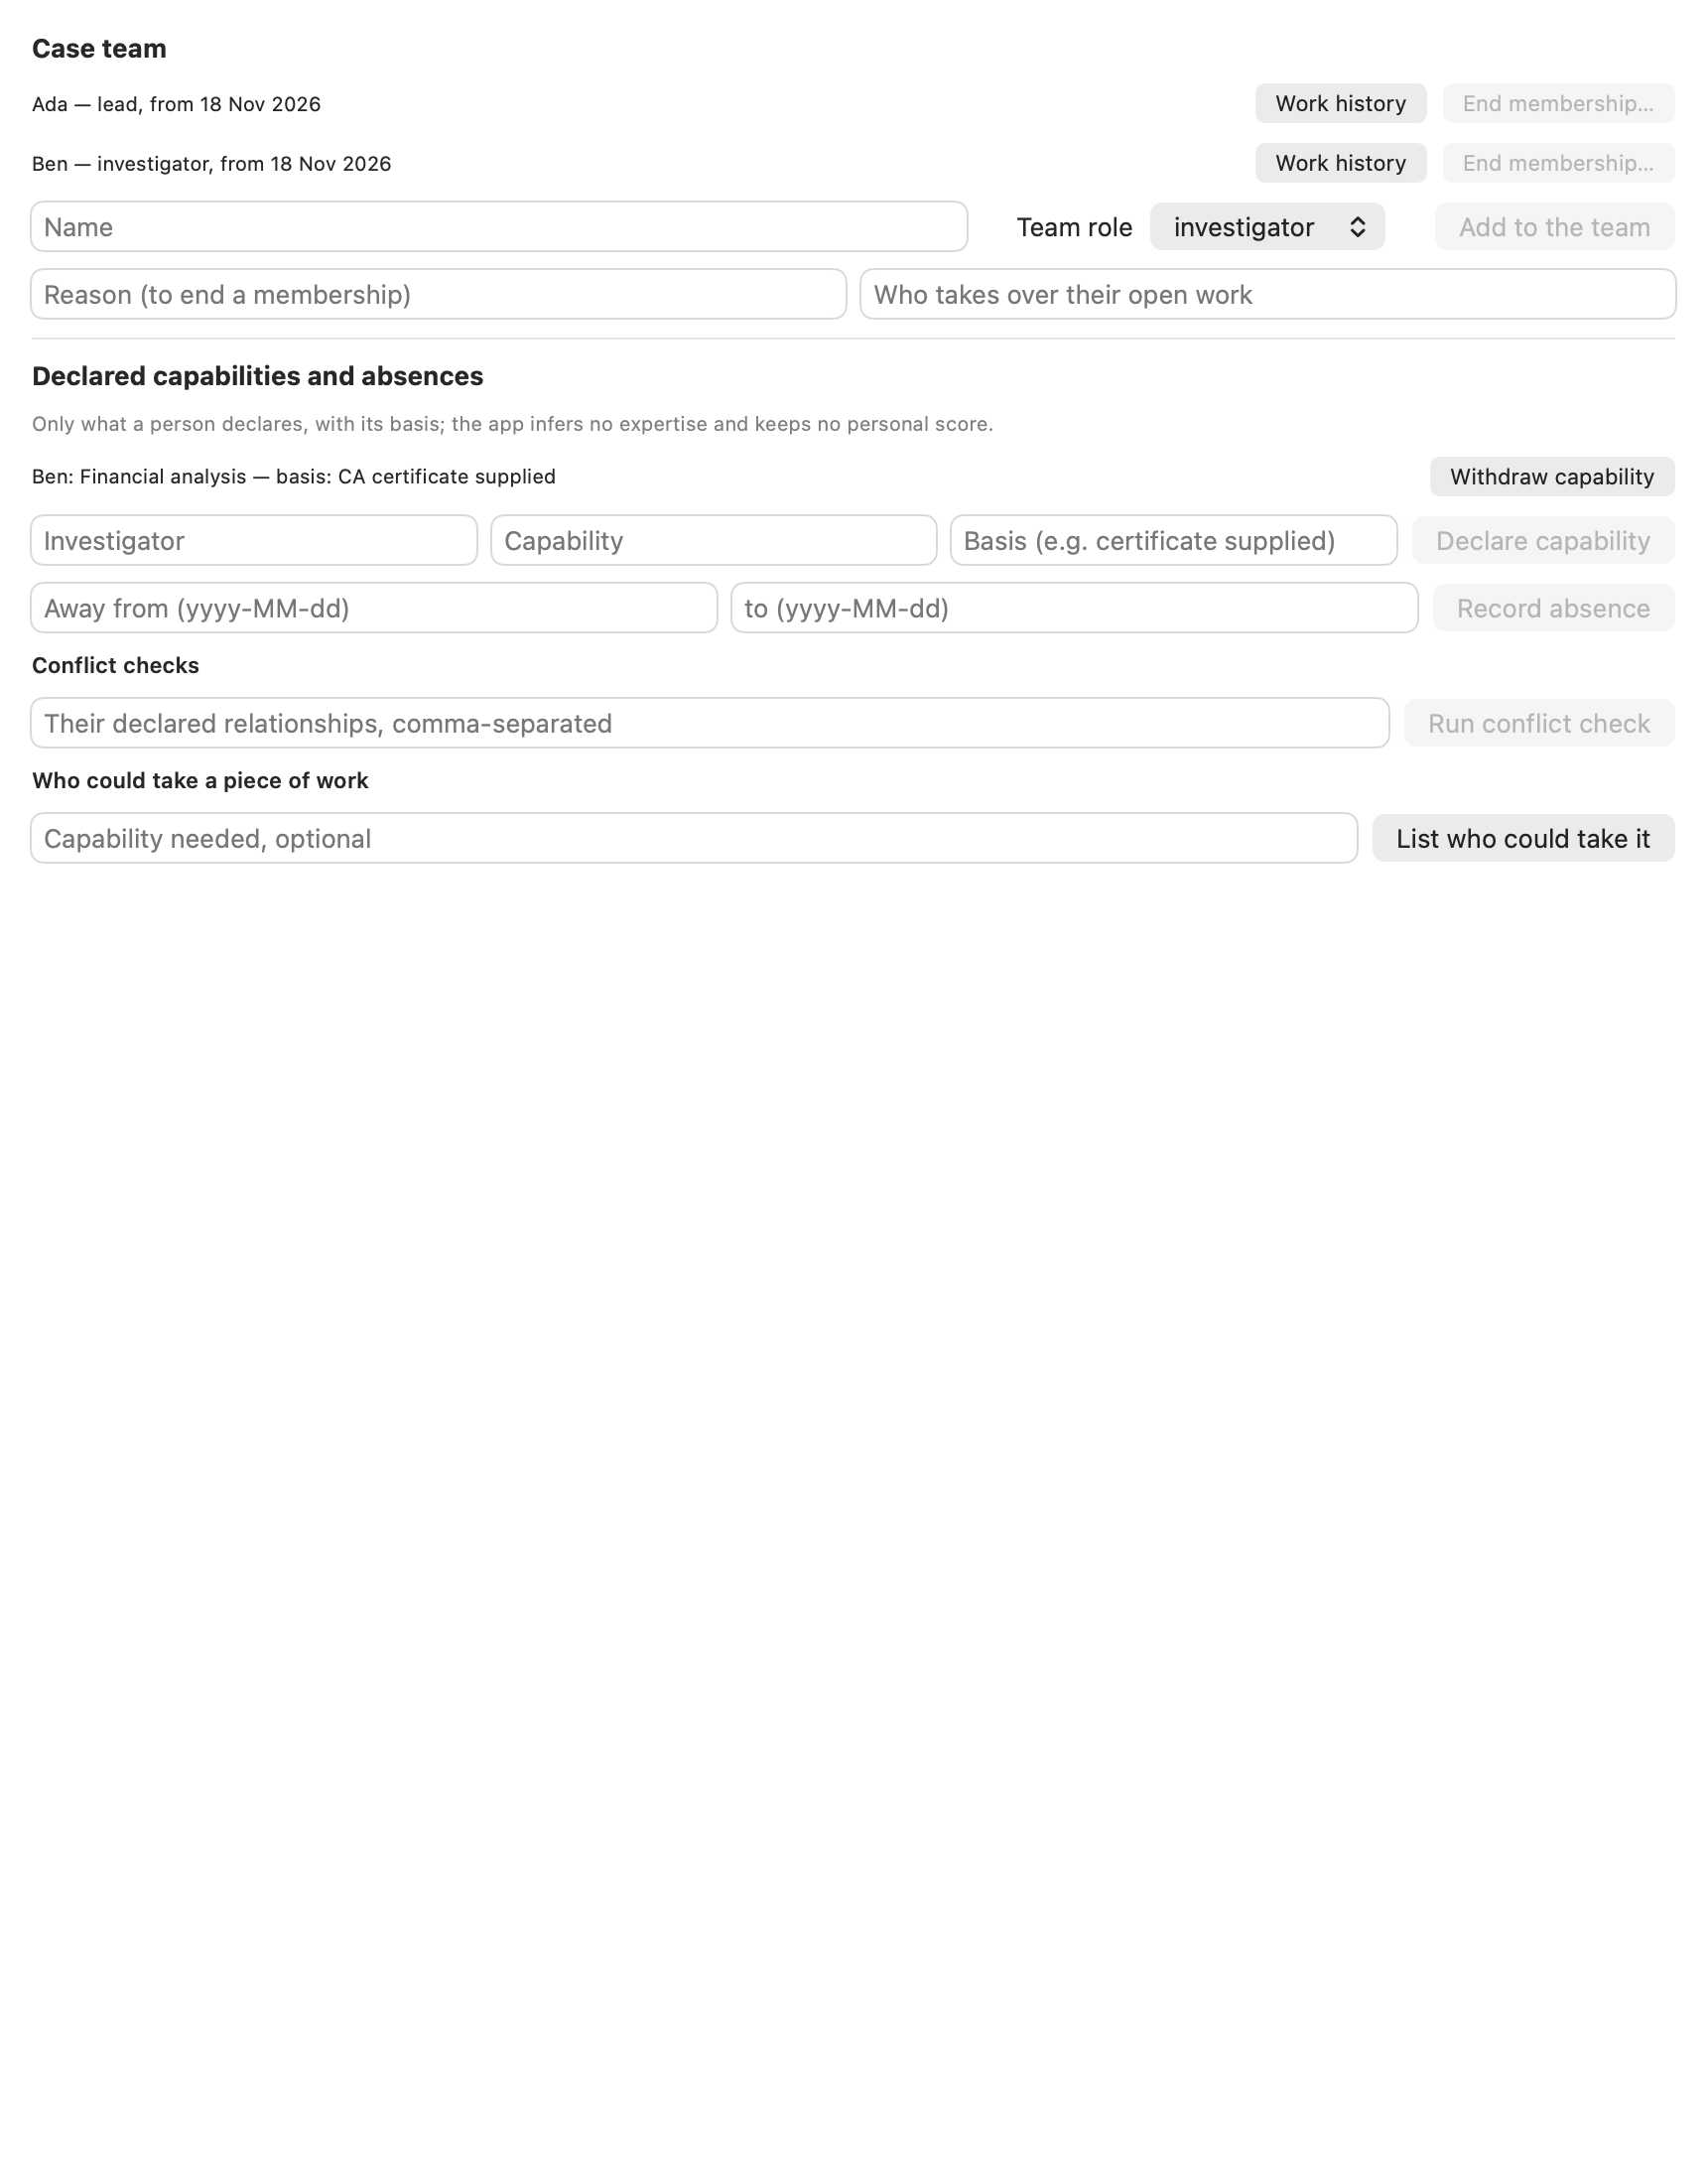 Case team
Ada — lead, from 18 Nov 2026 Work history End membership...
Ben — investigator, from 18 Nov 2026 Work history End membership...
Name Team role investigator Add to the team
Reason (to end a membership) Who takes over their open work
Declared capabilities and absences
Only what a person declares, with its basis; the app infers no expertise and keeps no personal score.
Ben: Financial analysis — basis: CA certificate supplied Withdraw capability
Investigator Capability Basis (e.g. certificate supplied) Declare capability
Away from (yyyy-MM-dd) to (yyyy-MM-dd) Record absence
Conflict checks
Their declared relationships, comma-separated Run conflict check
Who could take a piece of work
Capability needed, optional List who could take it